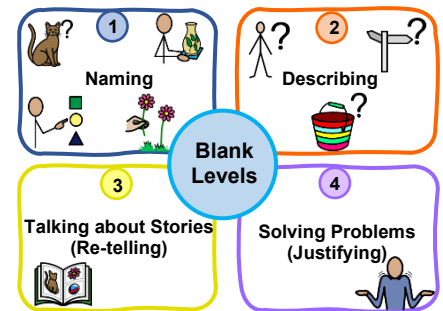 1
?
Naming
2
? ?
Describing
?
Blank
Levels
3
Talking about Stories
(Re-telling)
4
Solving Problems
(Justifying)